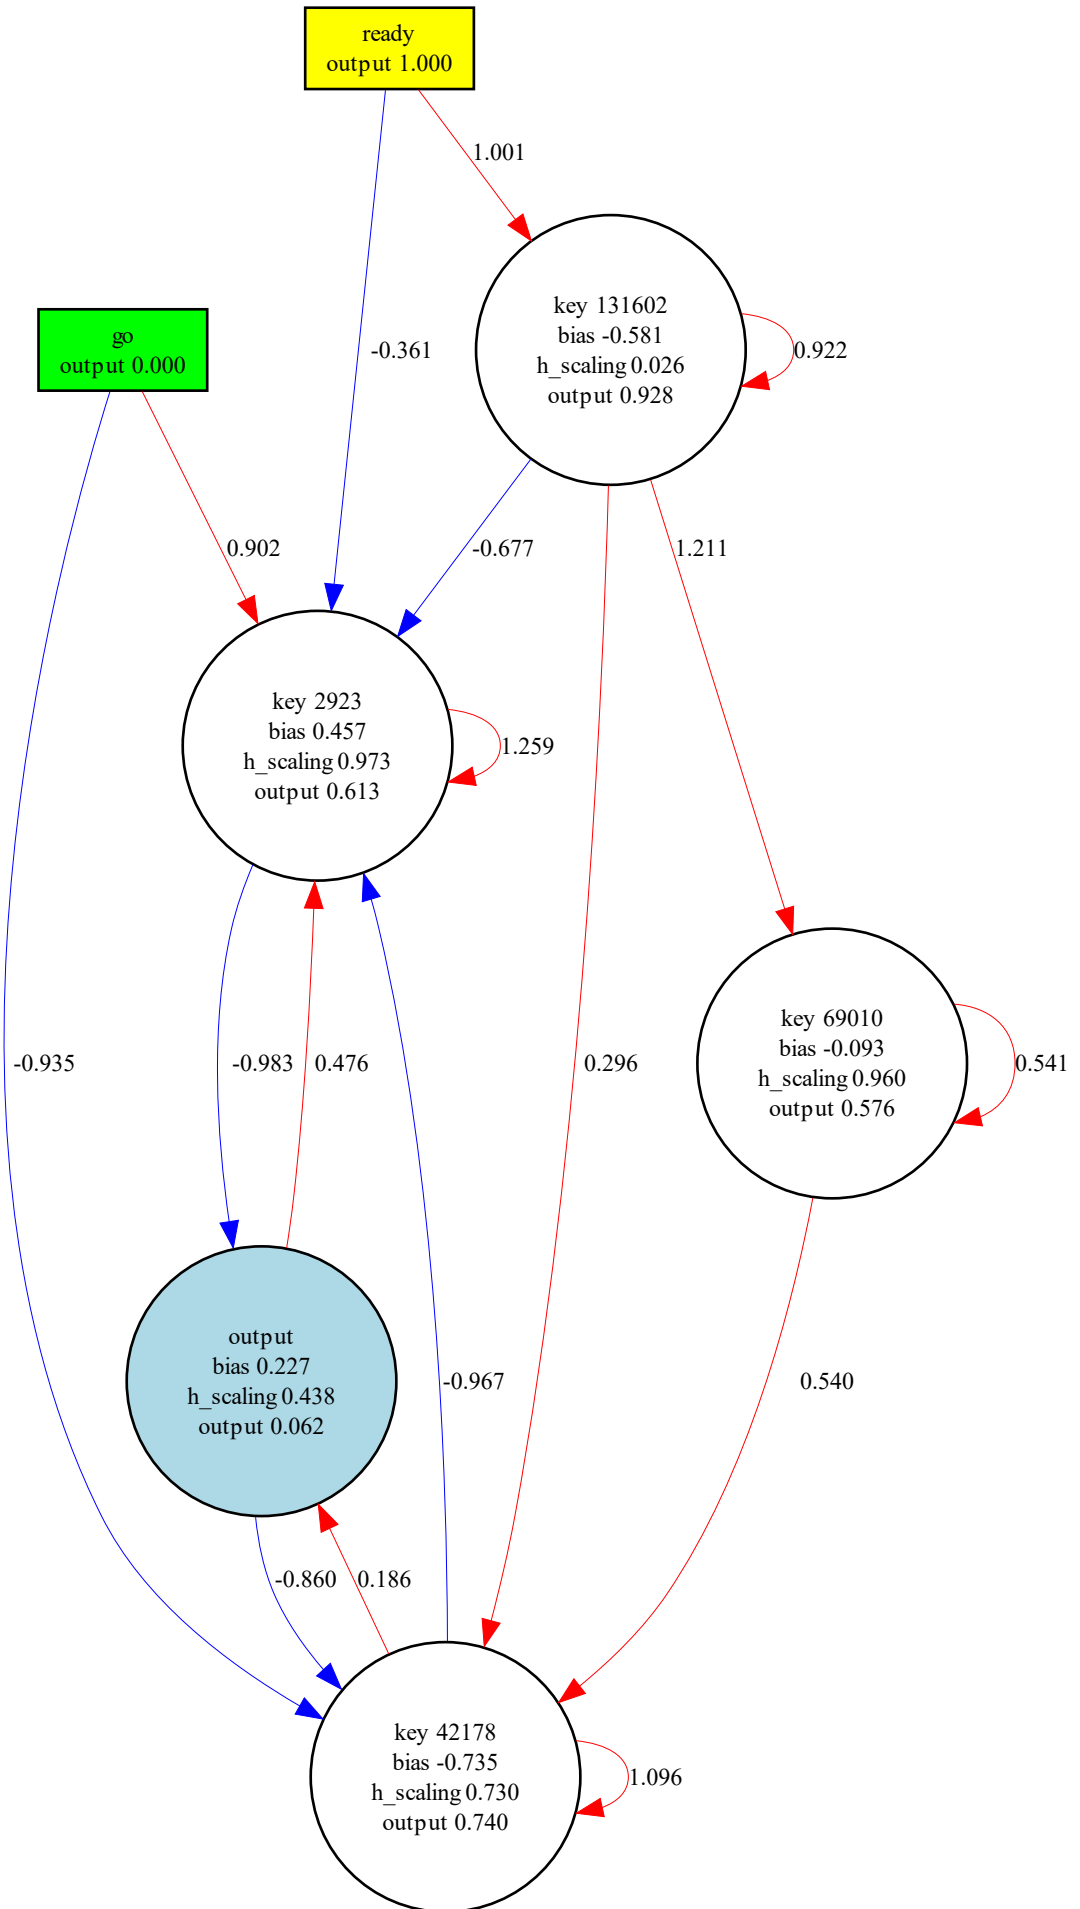 ready
output 1.000
1.001
key 131602
bias -0.581
h_scaling 0.026
output 0.928
0.922
go
output 0.000
-0.361
0.902
-0.677
1.211
key 2923
bias 0.457
h_scaling 0.973
output 0.613
1.259
key 69010
bias -0.093
h_scaling 0.960
output 0.576
0.541
-0.935
-0.983
0.476
0.296
output
bias 0.227
h_scaling 0.438
output 0.062
-0.967
0.540
-0.860
0.186
key 42178
bias -0.735
h_scaling 0.730
output 0.740
1.096